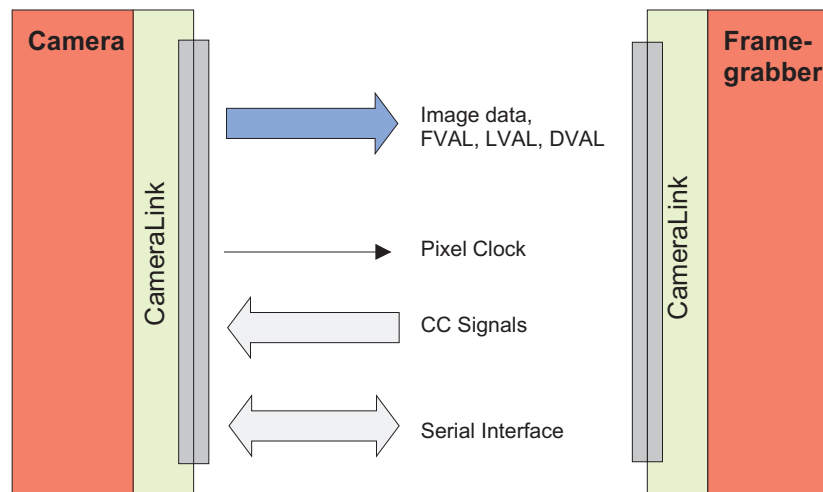 Camera
Frame-
grabber
CameraLink
Image data,
FVAL, LVAL, DVAL
Pixel Clock
CC Signals
Serial Interface
CameraLink